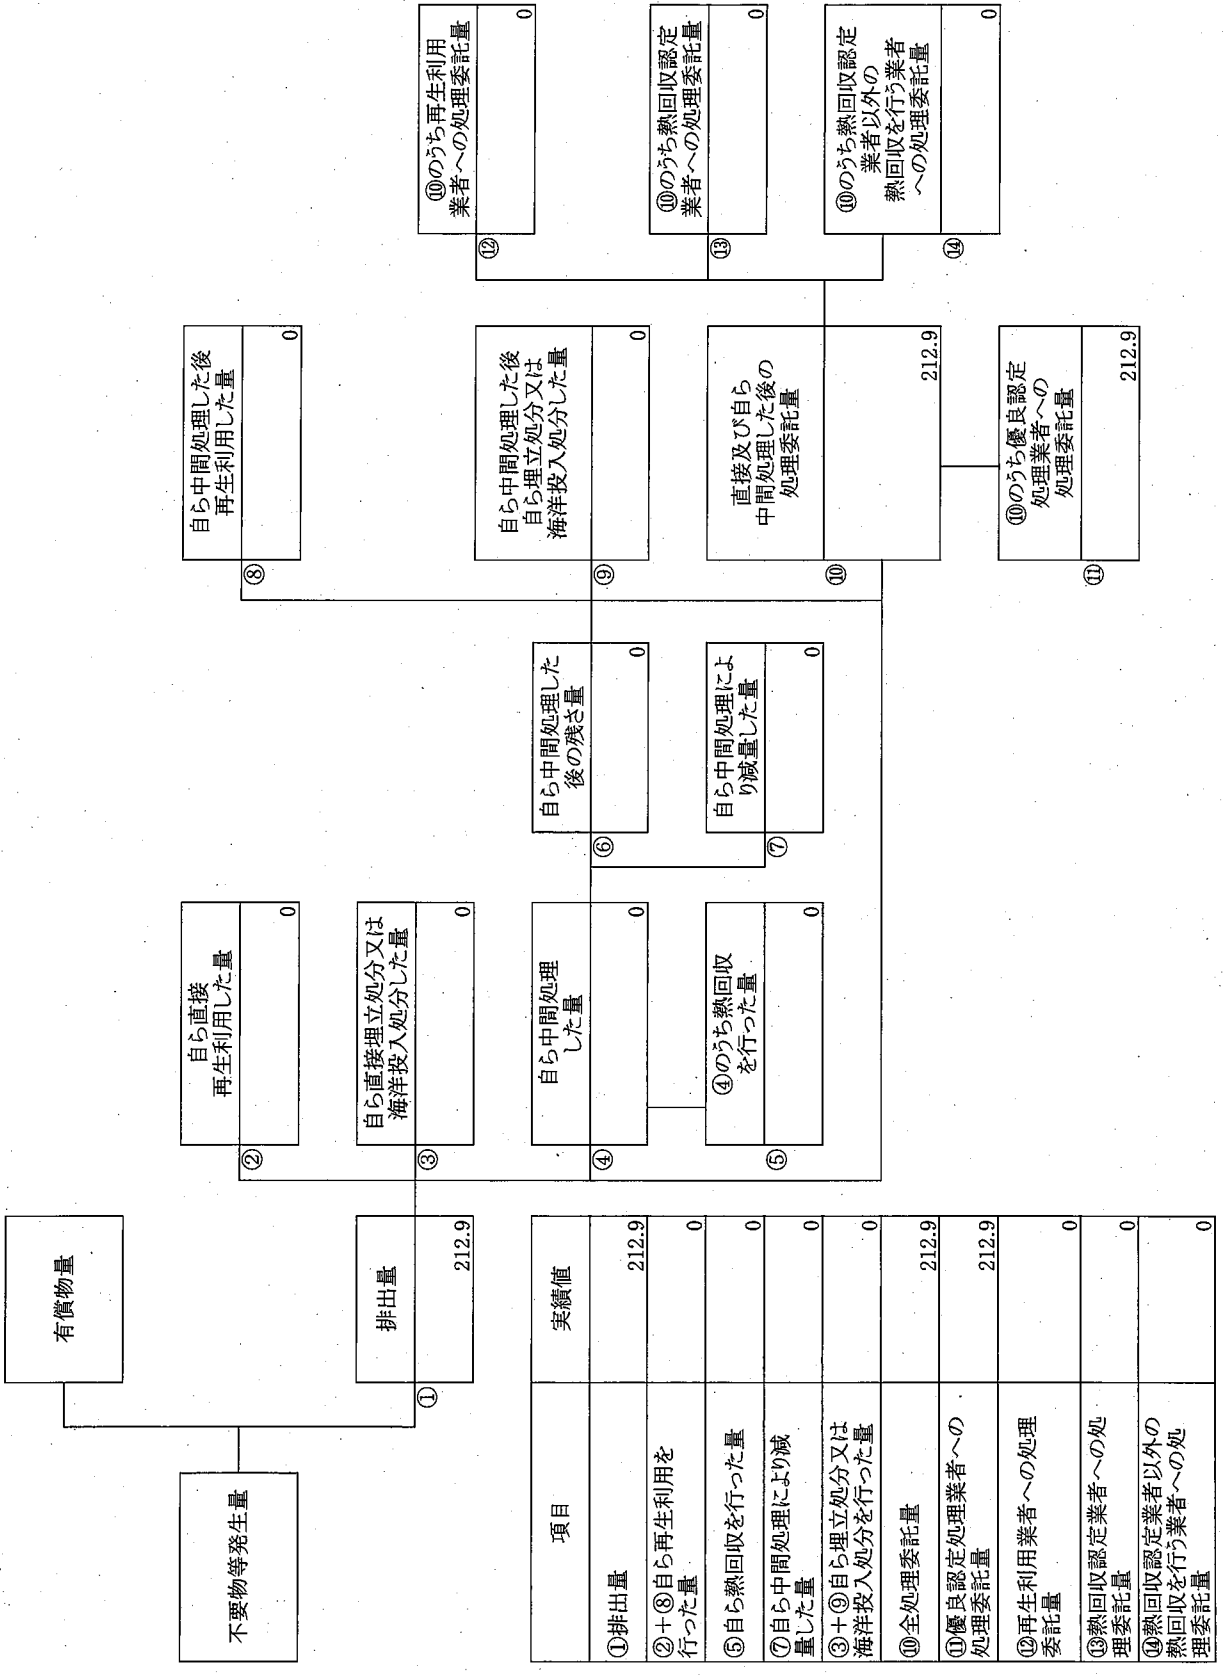 不要物等発生量
有償物量
排出量
①
212.9
自ら直接
再生利用した量
②
0
自ら直接埋立処分又は
海洋投入処分した量
③
0
自ら中間処理
した量
④
0
④のうち熱回収
を行った量
⑤
0
自ら中間処理した
後の残さ量
⑥
0
自ら中間処理によ
り減量した量
⑦
0
自ら中間処理した後
再生利用した量
⑧
0
自ら中間処理した後
自ら埋立処分又は
海洋投入処分した量
⑨
0
直接及び自ら
中間処理した後の
処理委託量
⑩
212.9
⑩のうち優良認定
処理業者への
処理委託量
⑪
212.9
⑩のうち再生利用
業者への処理委託量
⑫
0
⑩のうち熱回収認定
業者への処理委託量
⑬
0
⑩のうち熱回収認定
業者以外の
熱回収を行う業者
への処理委託量
⑭
0
項目 実績値
①排出量 212.9
②+⑧自ら再生利用を
行った量 0
⑤自ら熱回収を行った量 0
⑦自ら中間処理により減
量した量 0
③+⑨自ら埋立処分又は
海洋投入処分を行った量 0
⑩全処理委託量 212.9
⑪優良認定処理業者への
処理委託量 212.9
⑫再生利用業者への処理
委託量 0
⑬熱回収認定業者への処
理委託量 0
⑭熱回収認定業者以外の
熱回収を行う業者への処
理委託量 0